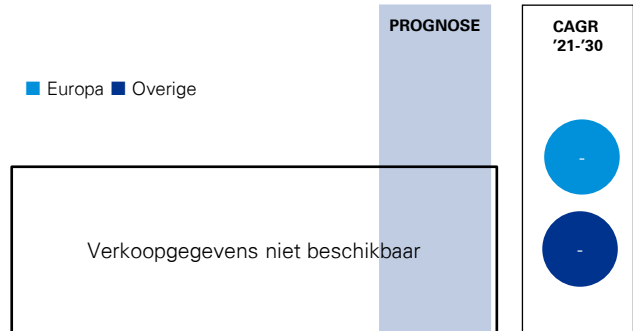 PROGNOSE
CAGR
’21-’30
Europa Overige
-
Verkoopgegevens niet beschikbaar
-